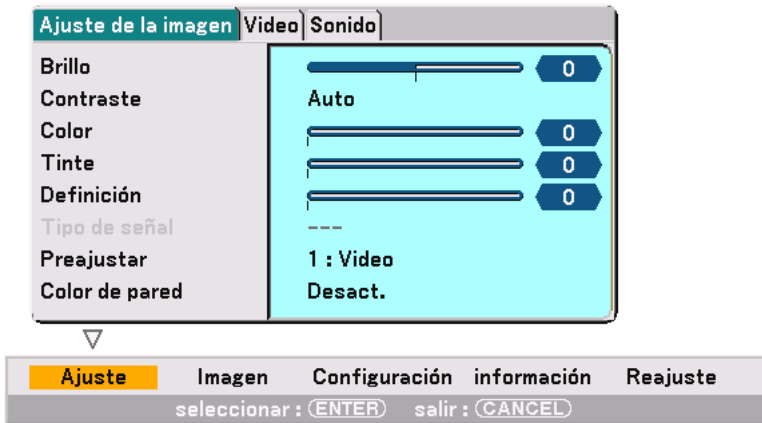 Ajuste de la imagen Video Sonido
Brillo 0
Contraste Auto
Color 0
Tinte 0
Definición 0
Tipo de señal ---
Preajustar 1 : Video
Color de pared Desact.
Ajuste Imagen Configuración información Reajuste
seleccionar : ENTER salir : CANCEL